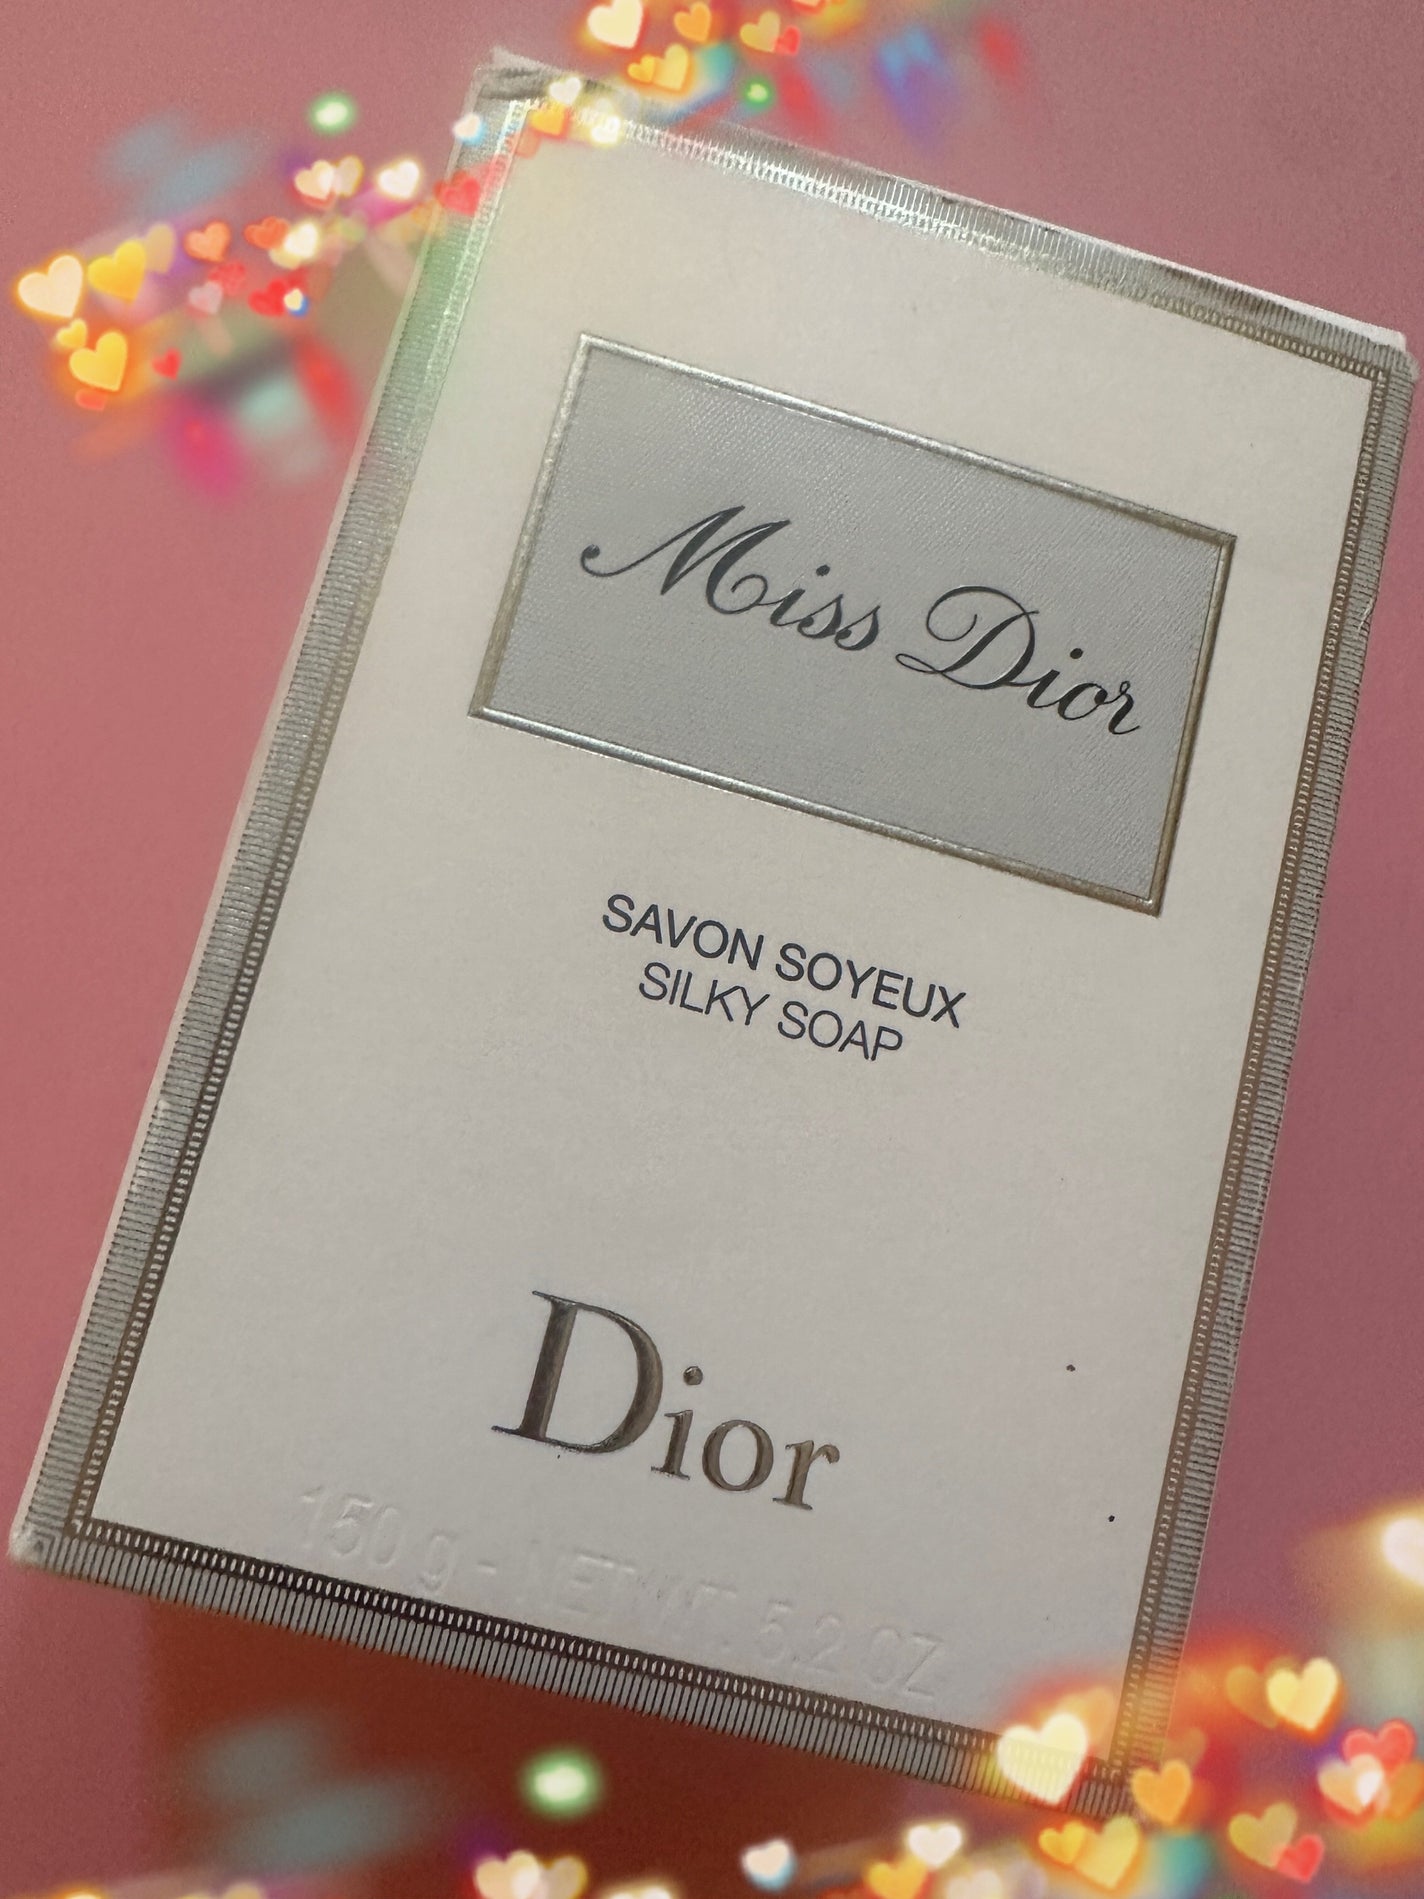 Miss Dior
SAVON SOYEUX
SILKY SOAP
Dior
150 g - NET WT. 5.2 OZ